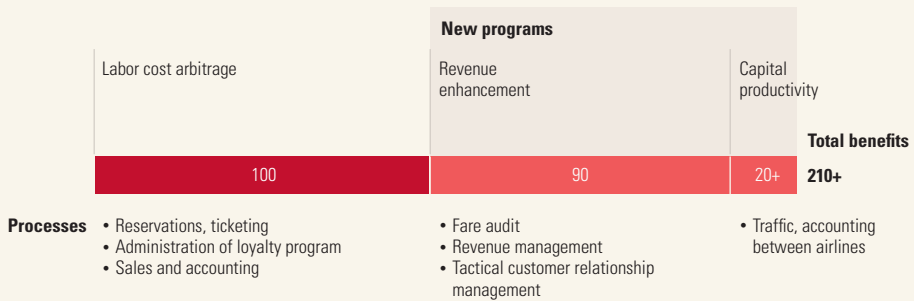 New programs
Labor cost arbitrage
Revenue
enhancement
Capital
productivity
Total benefits
100
90
20+
210+
Processes
• Reservations, ticketing
• Administration of loyalty program
• Sales and accounting
• Fare audit
• Revenue management
• Tactical customer relationship
management
• Traffic, accounting
between airlines